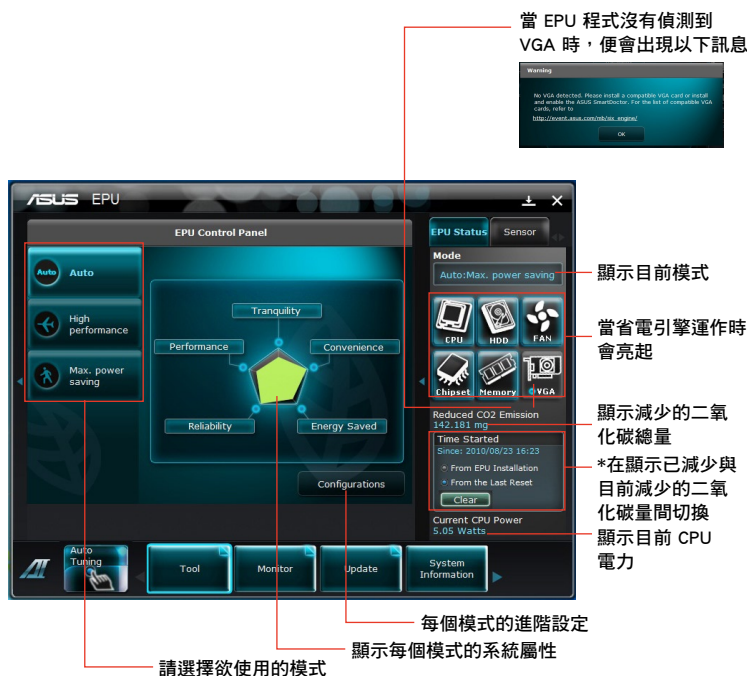 當 EPU 程式沒有偵測到
VGA 時，便會出現以下訊息
Warning
No VGA detected. Please install a compatible VGA card or install
and enable the ASUS SmartDoctor. For the list of compatible VGA
cards, refer to
http://event.asus.com/mb/six_engine/
OK
ASUS EPU
EPU Control Panel
EPU Status
Sensor
Auto
Auto
High
performance
Max. power
saving
Tranquility
Performance
Convenience
Reliability
Energy Saved
Configurations
Mode
Auto:Max. power saving
CPU
HDD
FAN
Chipset
Memory
VGA
Reduced CO2 Emission
142.181 mg
Time Started
Since: 2010/08/23 16:23
From EPU Installation
From the Last Reset
Clear
Current CPU Power
5.05 Watts
顯示目前模式
當省電引擎運作時
會亮起
顯示減少的二氧
化碳總量
*在顯示已減少與
目前減少的二氧
化碳量間切換
顯示目前 CPU
電力
AI
Auto
Tuning
Tool
Monitor
Update
System
Information
每個模式的進階設定
顯示每個模式的系統屬性
請選擇欲使用的模式